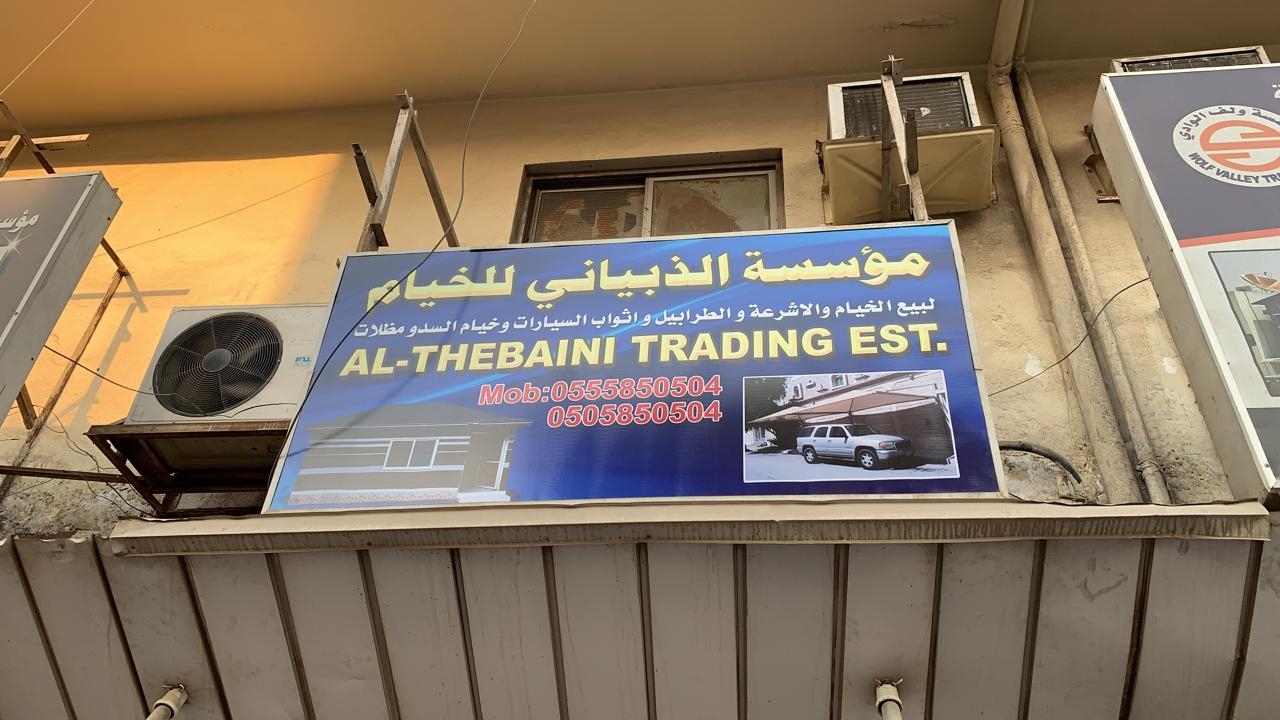 مؤسسة الذبياني للخيام
لبيع الخيام والاشرعة و الطرابيل و اثواب السيارات وخيام السدو مظلات
AL-THEBAINI TRADING EST.
Mob:0555850504
0505850504
ولف الوادي
WOLF VALLEY